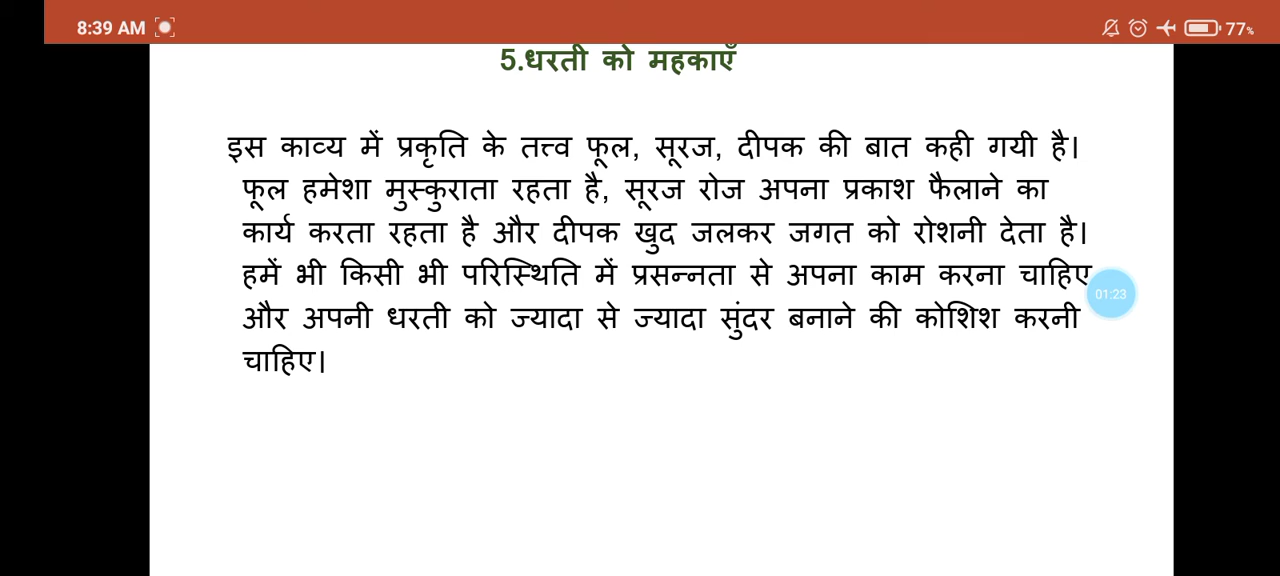 8:39 AM
77%
5.धरती को महकाएँ
इस काव्य में प्रकृति के तत्त्व फूल, सूरज, दीपक की बात कही गयी है।
फूल हमेशा मुस्कुराता रहता है, सूरज रोज अपना प्रकाश फैलाने का
कार्य करता रहता है और दीपक खुद जलकर जगत को रोशनी देता है।
हमें भी किसी भी परिस्थिति में प्रसन्नता से अपना काम करना चाहिए
01:23
और अपनी धरती को ज्यादा से ज्यादा सुंदर बनाने की कोशिश करनी
चाहिए।